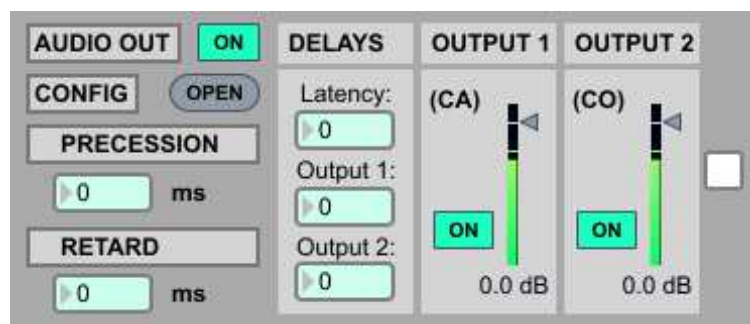 AUDIO OUT ON
CONFIG OPEN
PRECESSION
0 ms
RETARD
0 ms
DELAYS
Latency:
0
Output 1:
0
Output 2:
0
OUTPUT 1
(CA)
ON
0.0 dB
OUTPUT 2
(CO)
ON
0.0 dB